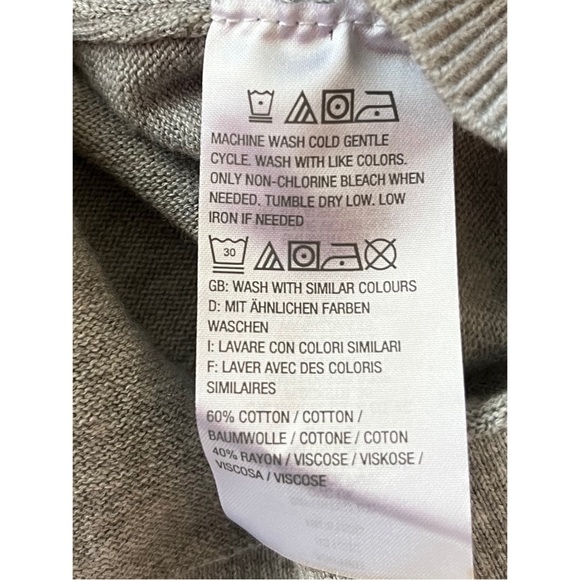 MACHINE WASH COLD GENTLE
CYCLE. WASH WITH LIKE COLORS.
ONLY NON-CHLORINE BLEACH WHEN
NEEDED. TUMBLE DRY LOW. LOW
IRON IF NEEDED
30
GB: WASH WITH SIMILAR COLOURS
D: MIT ÄHNLICHEN FARBEN
WASCHEN
I: LAVARE CON COLORI SIMILARI
F: LAVER AVEC DES COLORIS
SIMILAIRES
60% COTTON / COTTON /
BAUMWOLLE / COTONE / COTON
40% RAYON / VISCOSE / VISKOSE /
VISCOSA / VISCOSE